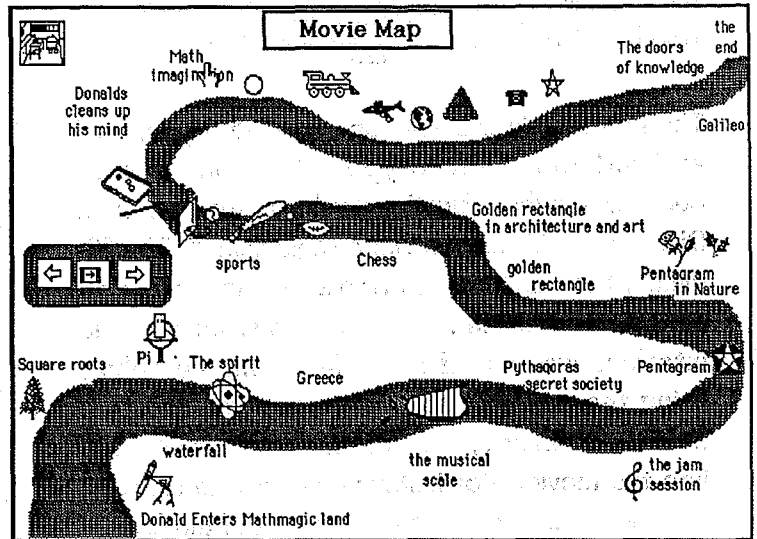 Movie Map
the
end
The doors
of knowledge
Galileo
Math
imagination
Donalds
cleans up
his mind
Golden rectangle
in architecture and art
sports
Chess
golden
rectangle
Pentagram
in Nature
Pi
Square roots
The spirit
Greece
Pythagoras
secret society
Pentagram
waterfall
the musical
scale
the jam
session
Donald Enters Mathmagic land